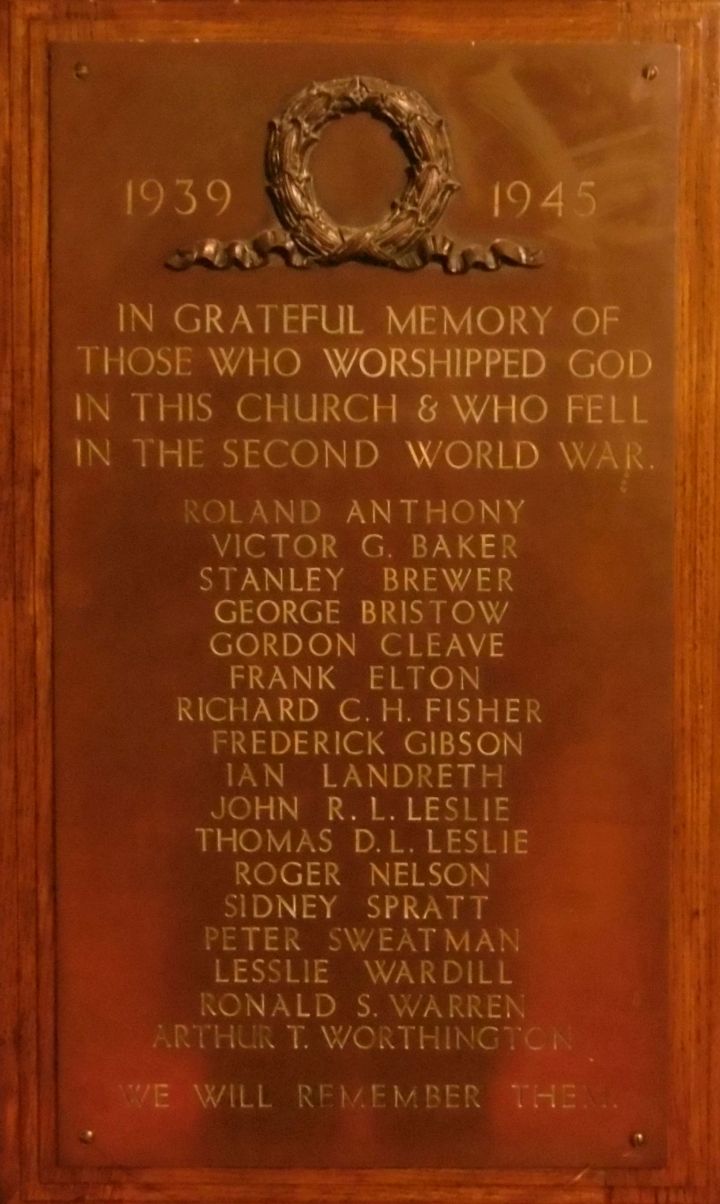 1939 1945
IN GRATEFUL MEMORY OF
THOSE WHO WORSHIPPED GOD
IN THIS CHURCH & WHO FELL
IN THE SECOND WORLD WAR.
ROLAND ANTHONY
VICTOR G. BAKER
STANLEY BREWER
GEORGE BRISTOW
GORDON CLEAVE
FRANK ELTON
RICHARD C. H. FISHER
FREDERICK GIBSON
IAN LANDRETH
JOHN R. L. LESLIE
THOMAS D. L. LESLIE
ROGER NELSON
SIDNEY SPRATT
PETER SWEATMAN
LESSLIE WARDILL
RONALD S. WARREN
ARTHUR T. WORTHINGTON
WE WILL REMEMBER THEM.